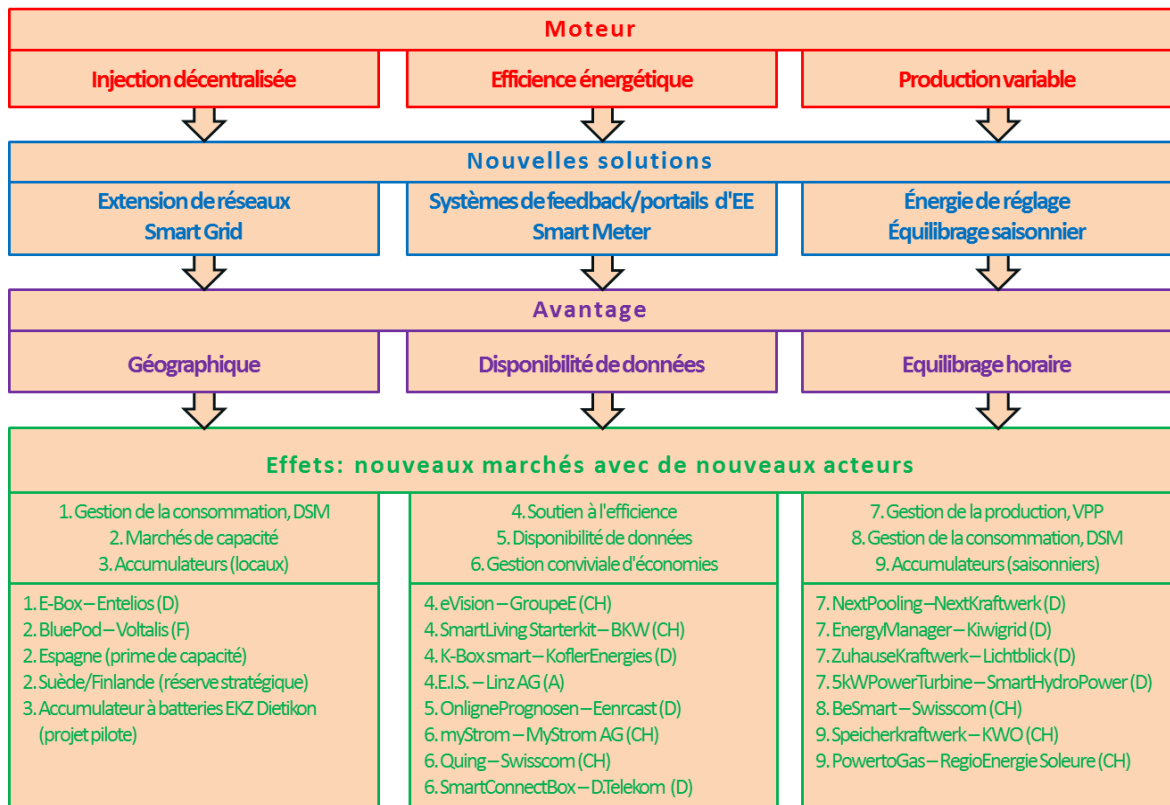 Moteur
Injection décentralisée
Efficience énergétique
Production variable
Nouvelles solutions
Extension de réseaux
Smart Grid
Systèmes de feedback/portails d'EE
Smart Meter
Énergie de réglage
Équilibrage saisonnier
Avantage
Géographique
Disponibilité de données
Equilibrage horaire
Effets: nouveaux marchés avec de nouveaux acteurs
1. Gestion de la consommation, DSM
2. Marchés de capacité
3. Accumulateurs (locaux)
4. Soutien à l'efficience
5. Disponibilité de données
6. Gestion conviviale d'économies
7. Gestion de la production, VPP
8. Gestion de la consommation, DSM
9. Accumulateurs (saisonniers)
1. E-Box – Entelios (D)
2. BluePod – Voltalis (F)
2. Espagne (prime de capacité)
2. Suède/Finlande (réserve stratégique)
3. Accumulateur à batteries EKZ Dietikon
(projet pilote)
4. eVision – GroupeE (CH)
4. SmartLiving Starterkit – BKW (CH)
4. K-Box smart – KoflerEnergies (D)
4.E.I.S. – Linz AG (A)
5. OnlignePrognosen – Eenrcast (D)
6. myStrom – MyStrom AG (CH)
6. Quing – Swisscom (CH)
6. SmartConnectBox – D.Telekom (D)
7. NextPooling –NextKraftwerk (D)
7. EnergyManager – Kiwigrid (D)
7. ZuhauseKraftwerk – Lichtblick (D)
7. 5kWPowerTurbine – SmartHydroPower (D)
8. BeSmart – Swisscom (CH)
9. Speicherkraftwerk – KWO (CH)
9. PowertoGas – RegioEnergie Soleure (CH)